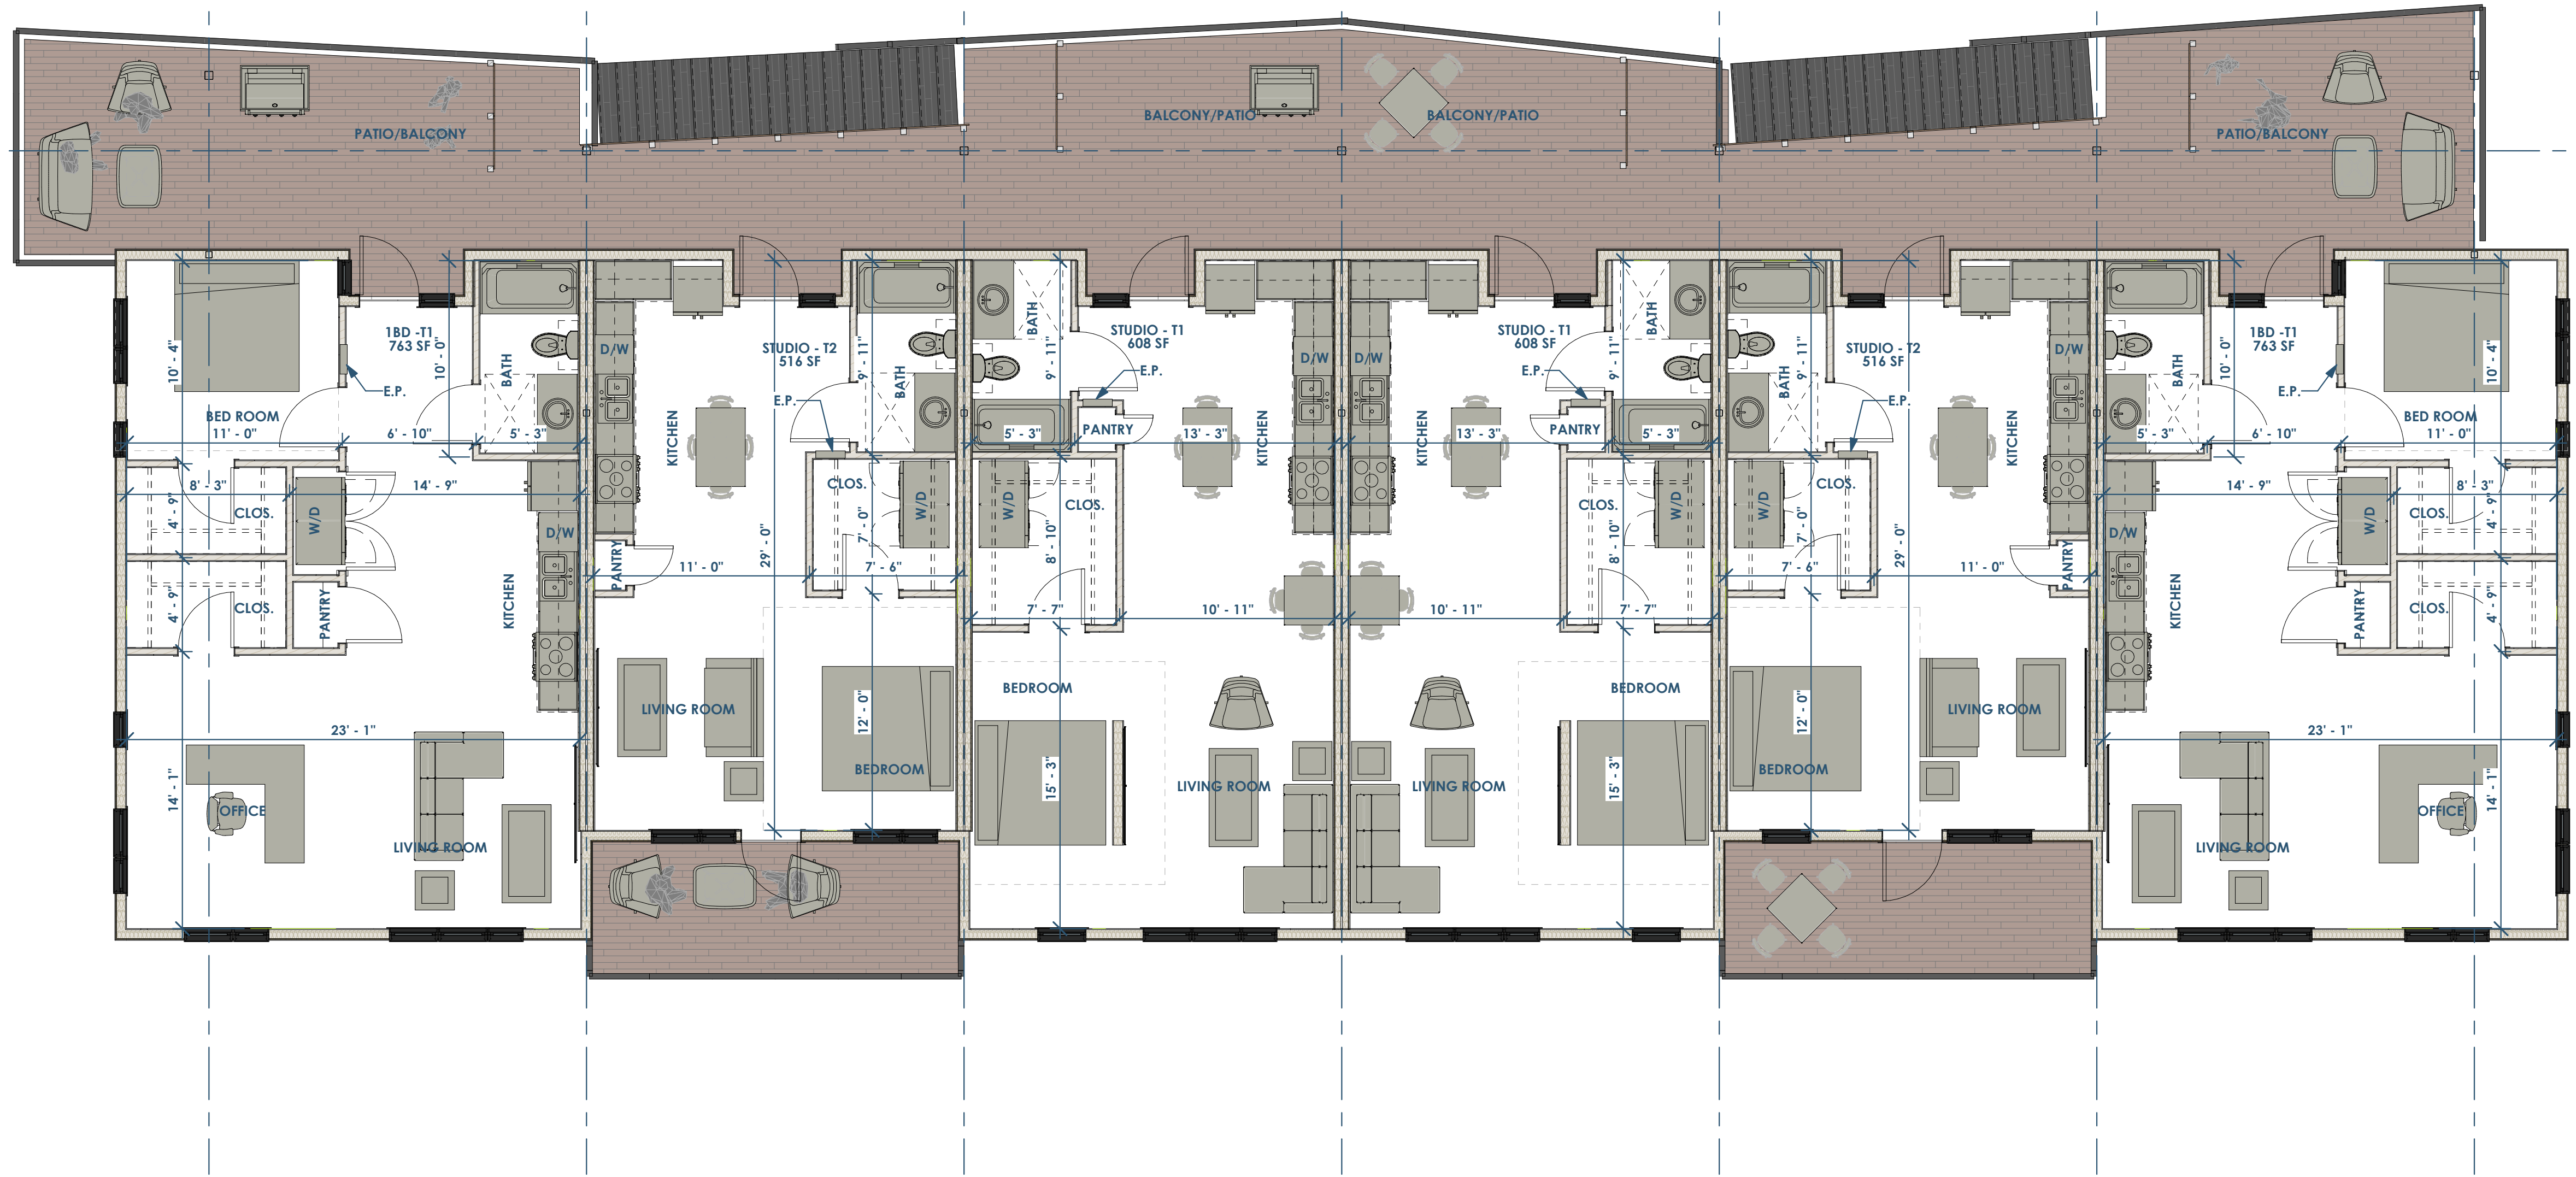 PATIO/BALCONY
BALCONY/PATIO
BALCONY/PATIO
PATIO/BALCONY
1BD -T1
763 SF
10' - 4"
10' - 0"
BATH
E.P.
BED ROOM
11' - 0"
6' - 10"
5' - 3"
8' - 3"
14' - 9"
4' - 9"
CLOS.
W/D
D/W
4' - 9"
CLOS.
PANTRY
KITCHEN
23' - 1"
14' - 1"
OFFICE
LIVING ROOM
D/W
STUDIO - T2
516 SF
9' - 11"
BATH
E.P.
KITCHEN
CLOS.
W/D
29' - 0"
7' - 0"
PANTRY
11' - 0"
7' - 6"
LIVING ROOM
12' - 0"
BEDROOM
BATH
STUDIO - T1
608 SF
9' - 11"
E.P.
D/W
5' - 3"
PANTRY
13' - 3"
KITCHEN
W/D
CLOS.
8' - 10"
7' - 7"
10' - 11"
BEDROOM
15' - 3"
LIVING ROOM
STUDIO - T1
608 SF
BATH
9' - 11"
D/W
E.P.
KITCHEN
13' - 3"
PANTRY
5' - 3"
CLOS.
W/D
8' - 10"
10' - 11"
7' - 7"
BEDROOM
15' - 3"
LIVING ROOM
STUDIO - T2
516 SF
9' - 11"
BATH
D/W
E.P.
KITCHEN
CLOS.
W/D
7' - 0"
29' - 0"
PANTRY
7' - 6"
11' - 0"
12' - 0"
LIVING ROOM
BEDROOM
1BD -T1
763 SF
10' - 0"
10' - 4"
BATH
E.P.
BED ROOM
5' - 3"
6' - 10"
11' - 0"
14' - 9"
8' - 3"
4' - 9"
CLOS.
W/D
D/W
4' - 9"
CLOS.
PANTRY
KITCHEN
23' - 1"
14' - 1"
OFFICE
LIVING ROOM